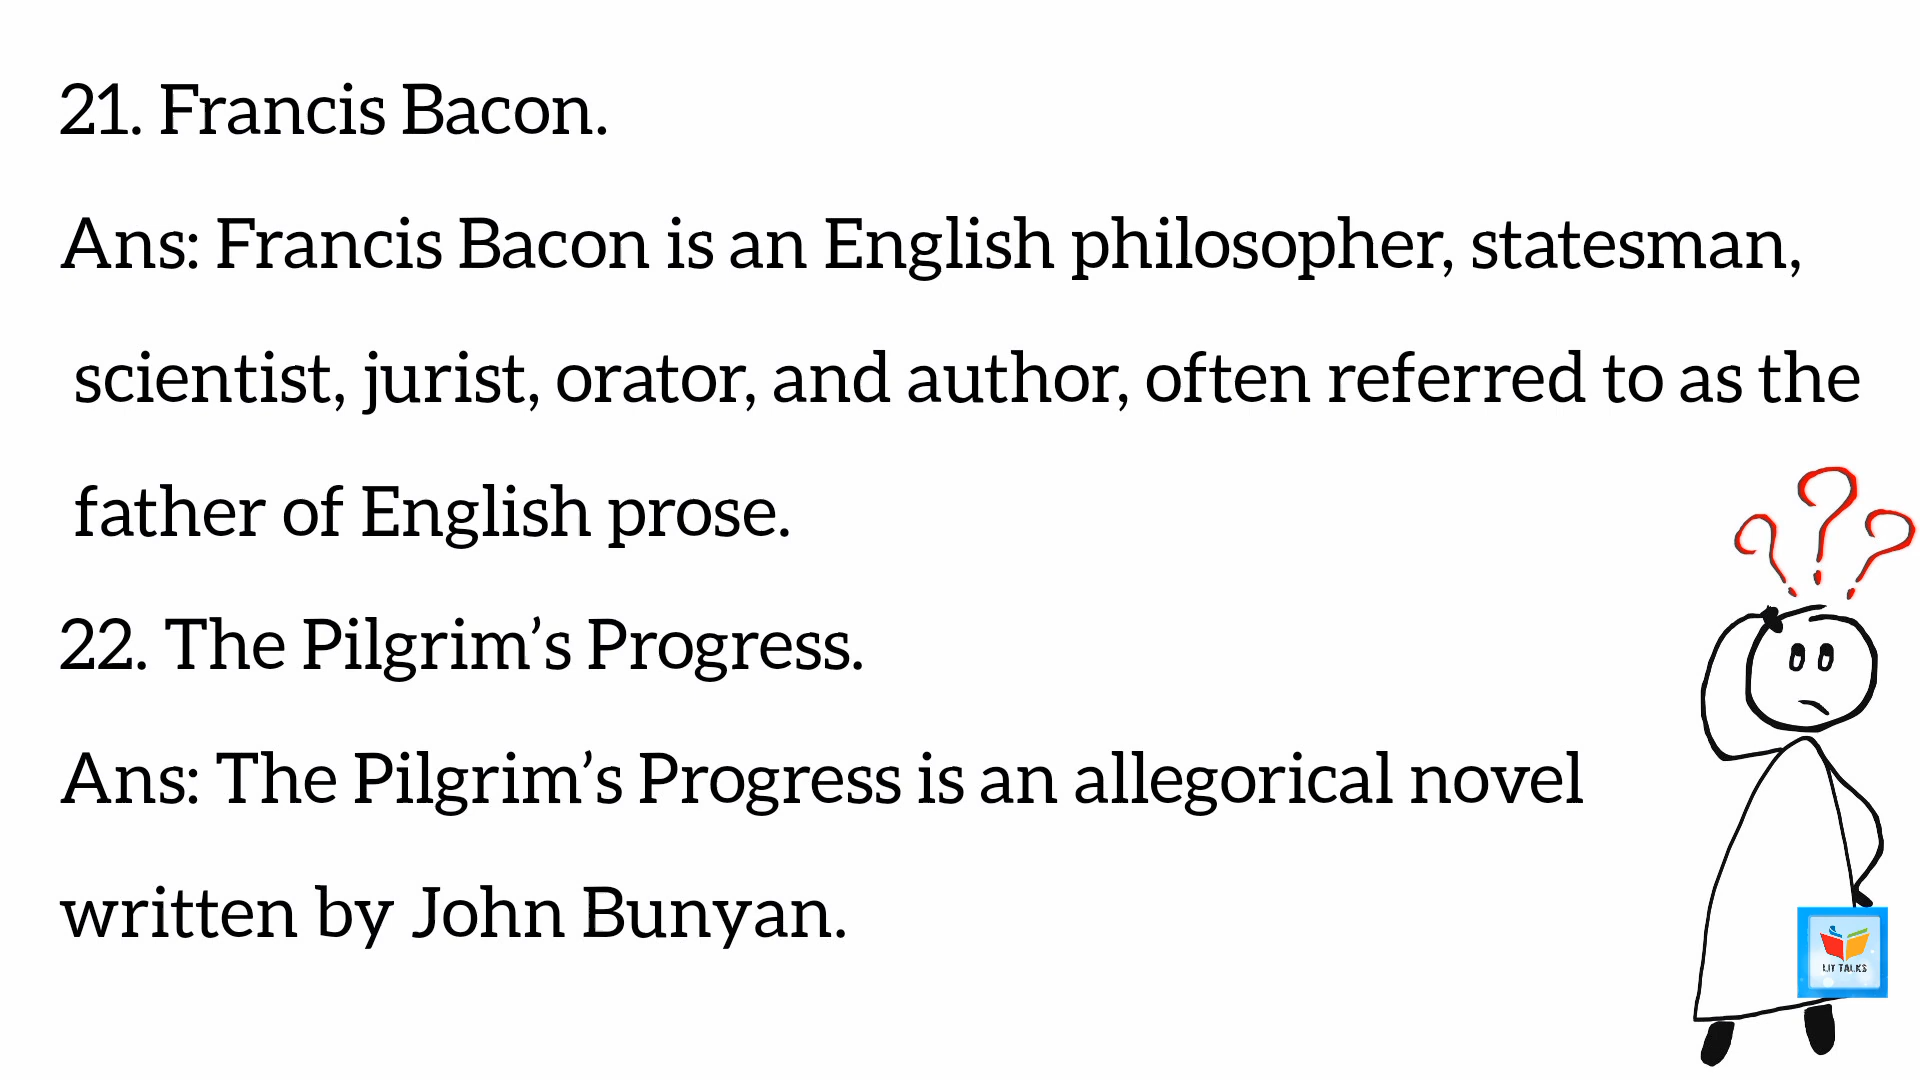 21. Francis Bacon.
Ans: Francis Bacon is an English philosopher, statesman,
scientist, jurist, orator, and author, often referred to as the
father of English prose.
22. The Pilgrim’s Progress.
Ans: The Pilgrim’s Progress is an allegorical novel
written by John Bunyan.
LIT TALKS